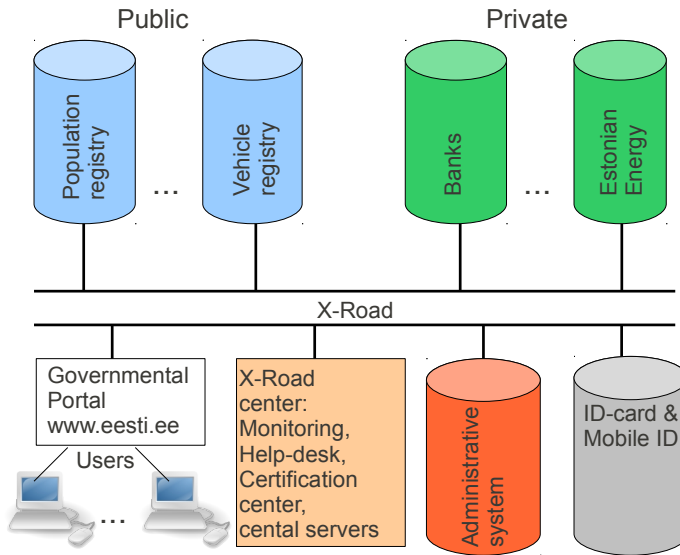 Public
Private
Population
registry
...
Vehicle
registry
Banks
...
Estonian
Energy
X-Road
Governmental
Portal
www.eesti.ee
Users
...
X-Road
center:
Monitoring,
Help-desk,
Certification
center,
cental servers
Administrative
system
ID-card &
Mobile ID